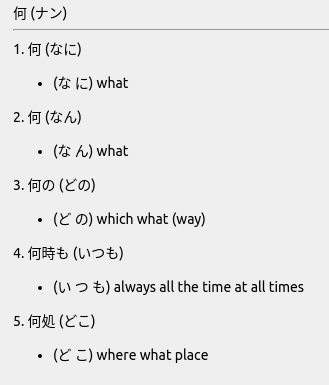 何 (ナン)
1. 何 (なに)
• (な に) what
2. 何 (なん)
• (な ん) what
3. 何の (どの)
• (ど の) which what (way)
4. 何時も (いつも)
• (い つ も) always all the time at all times
5. 何処 (どこ)
• (ど こ) where what place